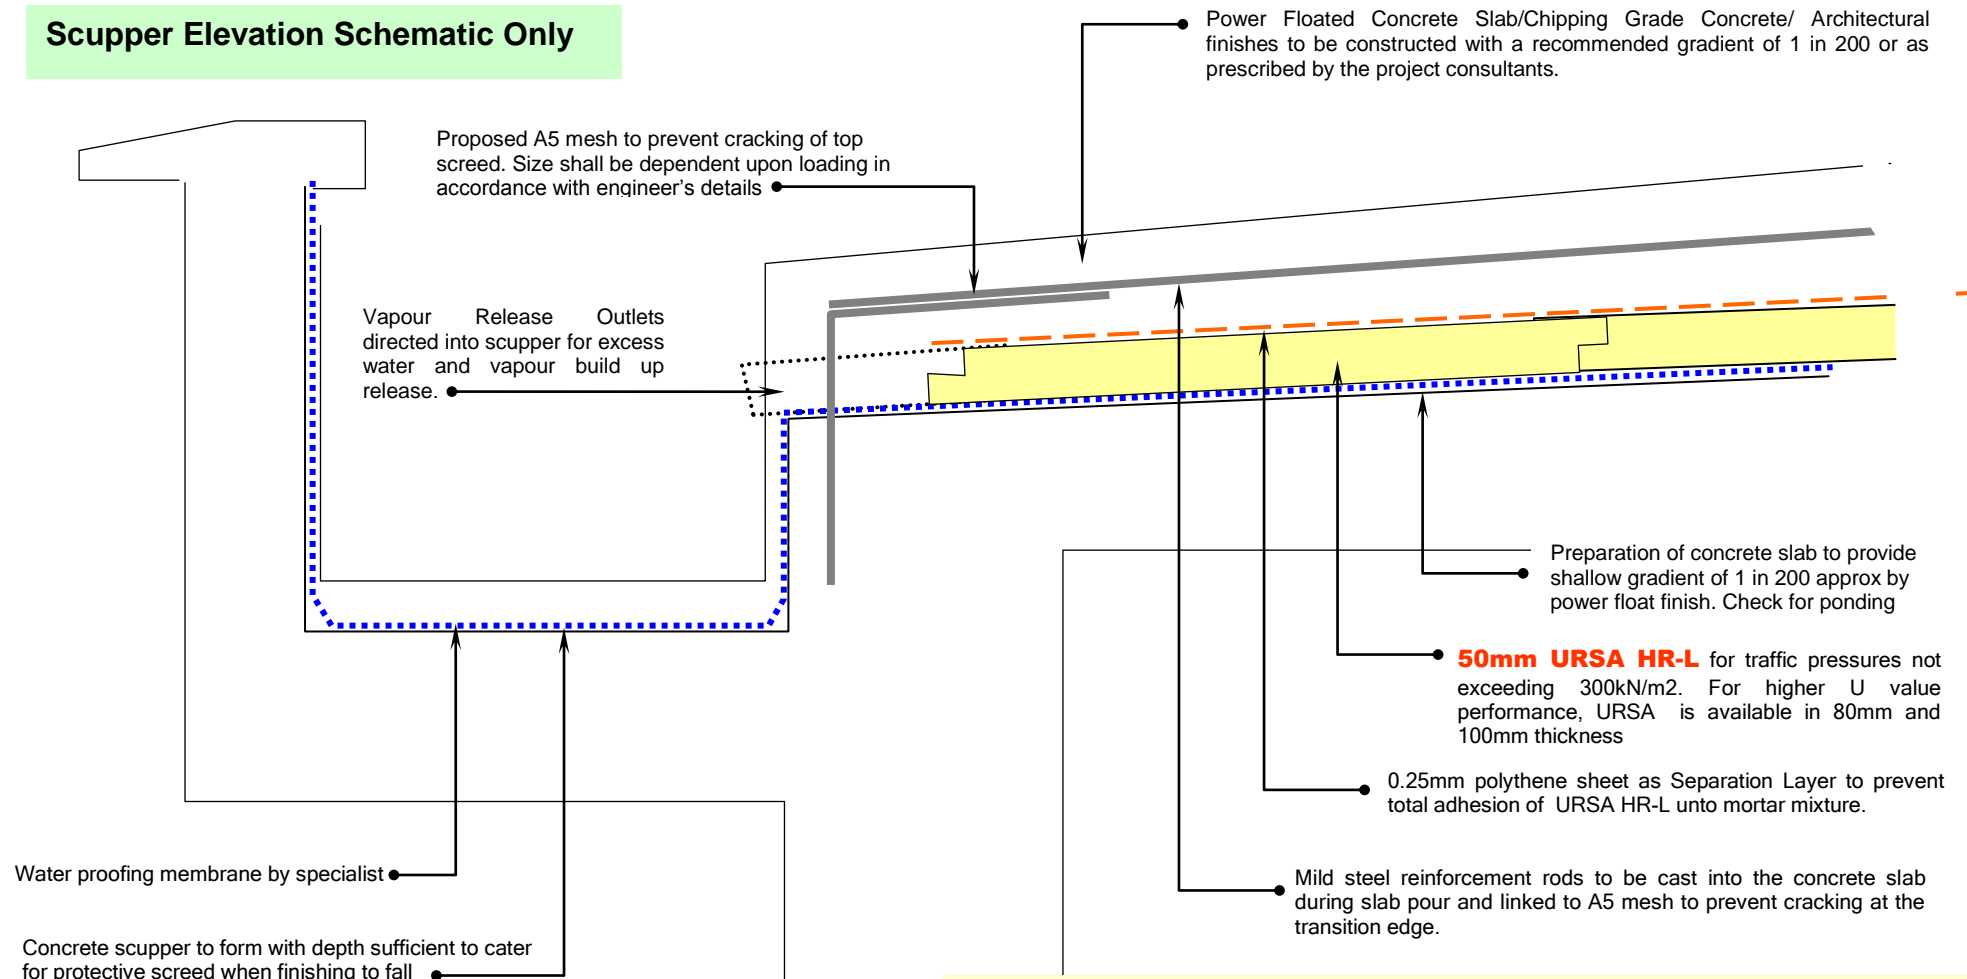 Scupper Elevation Schematic Only
Power Floated Concrete Slab/Chipping Grade Concrete/ Architectural
finishes to be constructed with a recommended gradient of 1 in 200 or as
prescribed by the project consultants.
Proposed A5 mesh to prevent cracking of top
screed. Size shall be dependent upon loading in
accordance with engineer's details
Vapour Release Outlets
directed into scupper for excess
water and vapour build up
release.
Preparation of concrete slab to provide
shallow gradient of 1 in 200 approx by
power float finish. Check for ponding
50mm URSA HR-L for traffic pressures not
exceeding 300kN/m2. For higher U value
performance, URSA is available in 80mm and
100mm thickness
0.25mm polythene sheet as Separation Layer to prevent
total adhesion of URSA HR-L unto mortar mixture.
Water proofing membrane by specialist
Mild steel reinforcement rods to be cast into the concrete slab
during slab pour and linked to A5 mesh to prevent cracking at the
transition edge.
Concrete scupper to form with depth sufficient to cater
for protective screed when finishing to fall